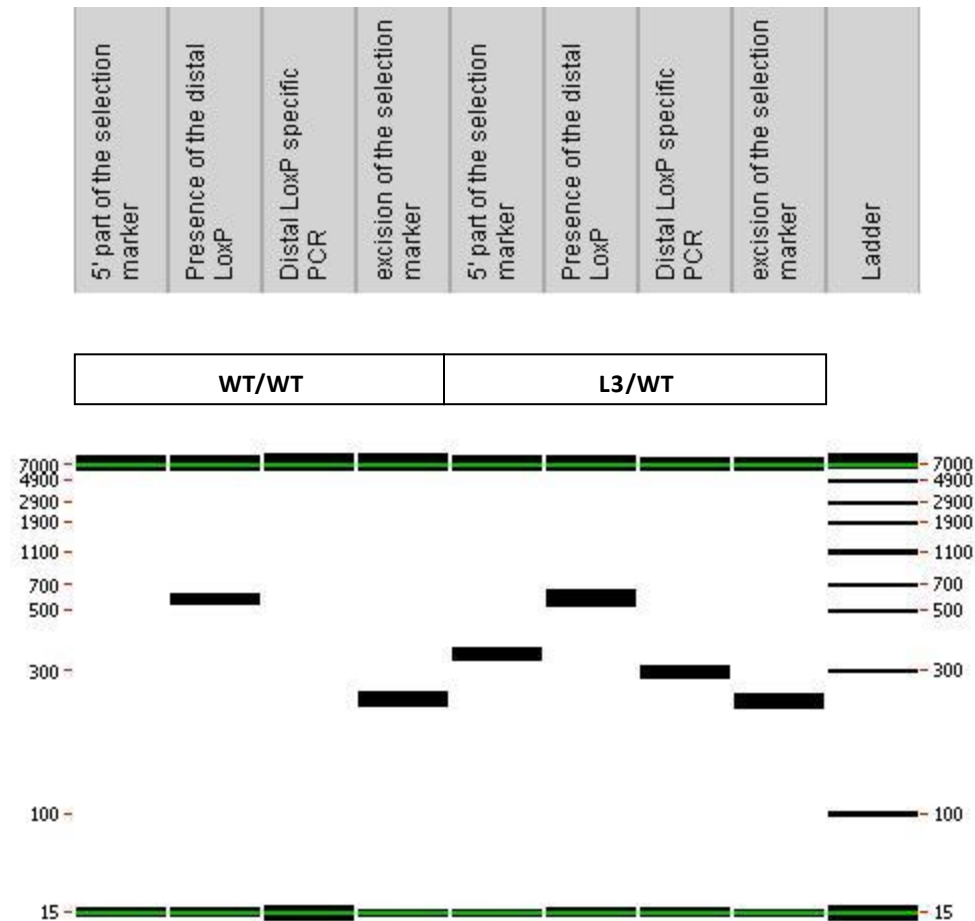 5' part of the selection
marker
Presence of the distal
LoxP
Distal LoxP specific
PCR
excision of the selection
marker
5' part of the selection
marker
Presence of the distal
LoxP
Distal LoxP specific
PCR
excision of the selection
marker
Ladder
WT/WT L3/WT
7000 7000
4900 4900
2900 2900
1900 1900
1100 1100
700 700
500 500
300 300
100 100
15 15